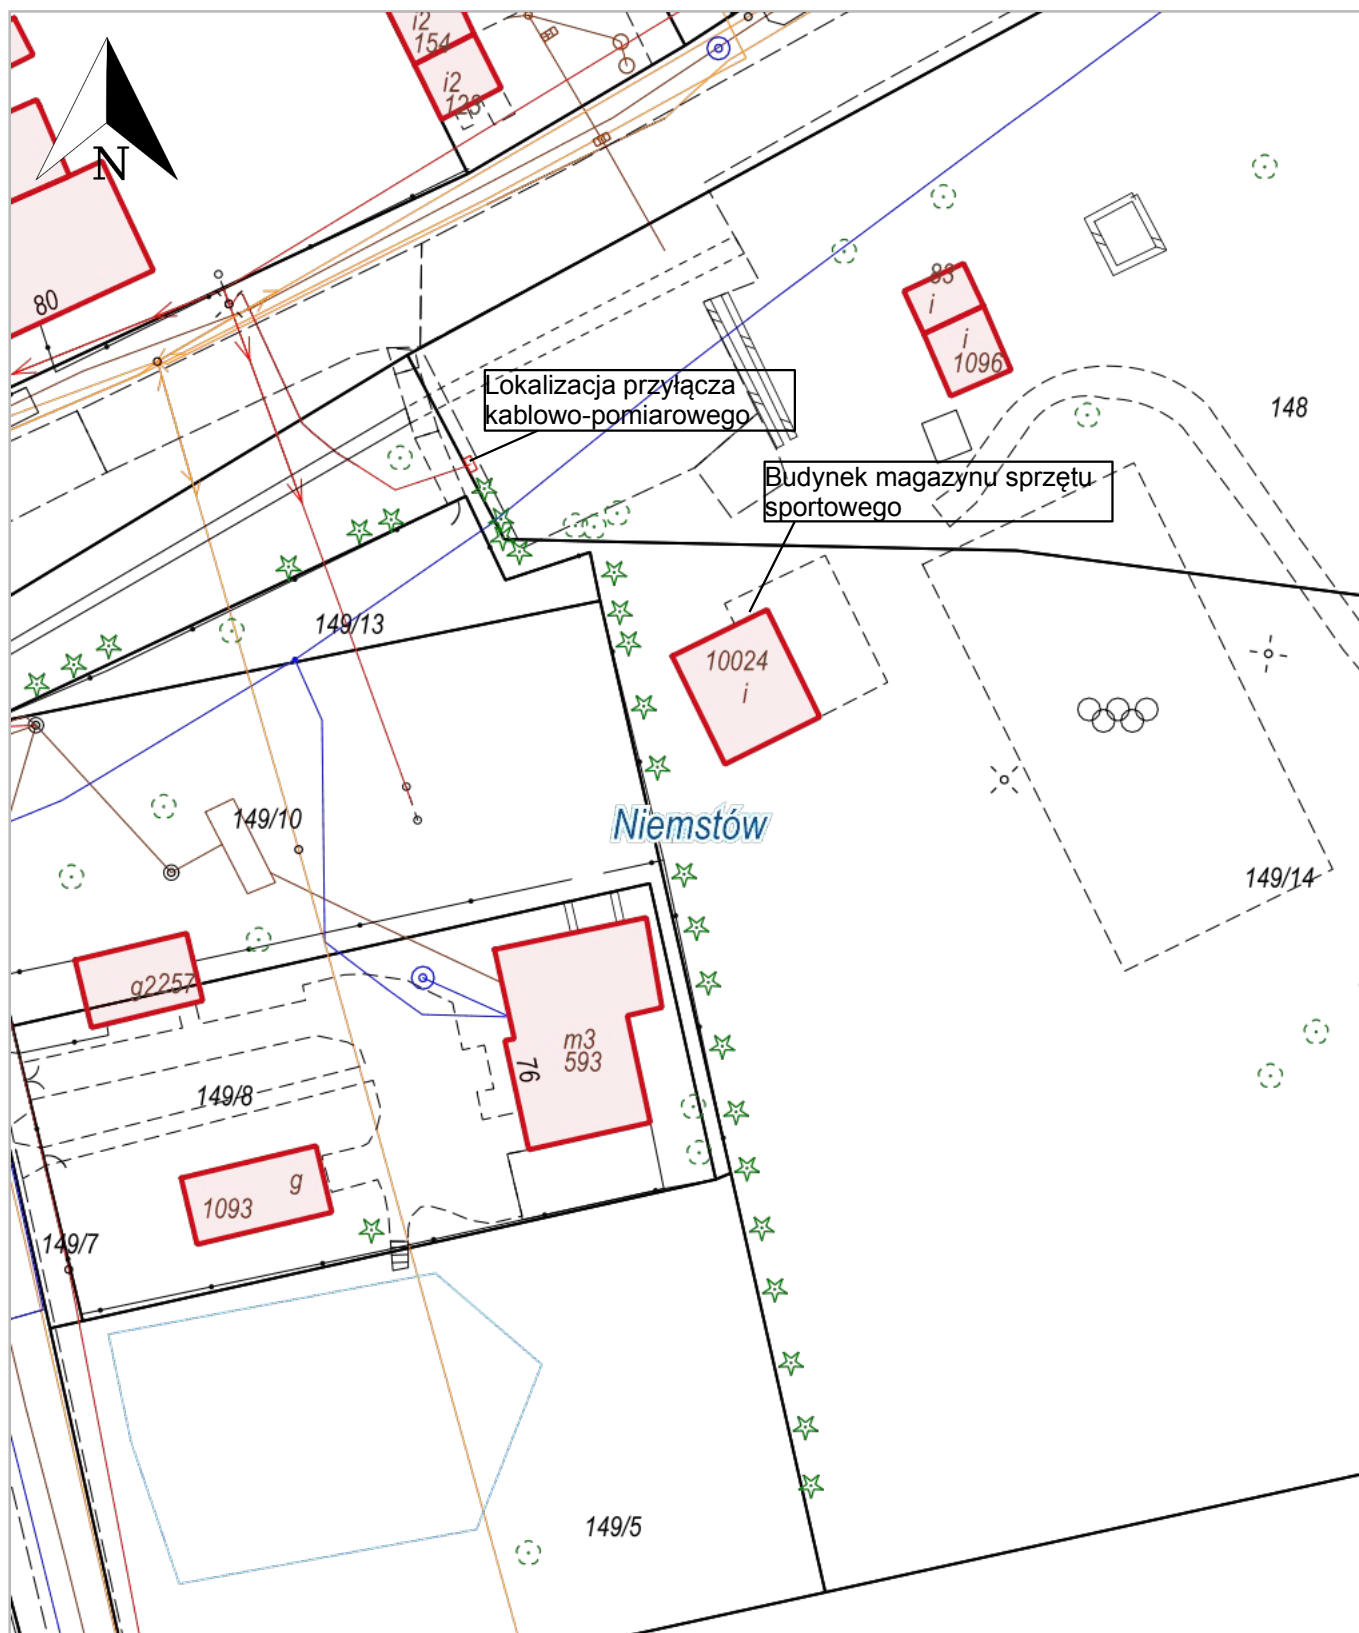 i2
154
i2
123
N
80
83
i
i
1096
148
Lokalizacja przyłącza
kablowo-pomiarowego
Budynek magazynu sprzętu
sportowego
149/13
10024
i
149/10
Niemstów
149/14
g2257
m3
593
76
149/8
g
1093
149/7
149/5